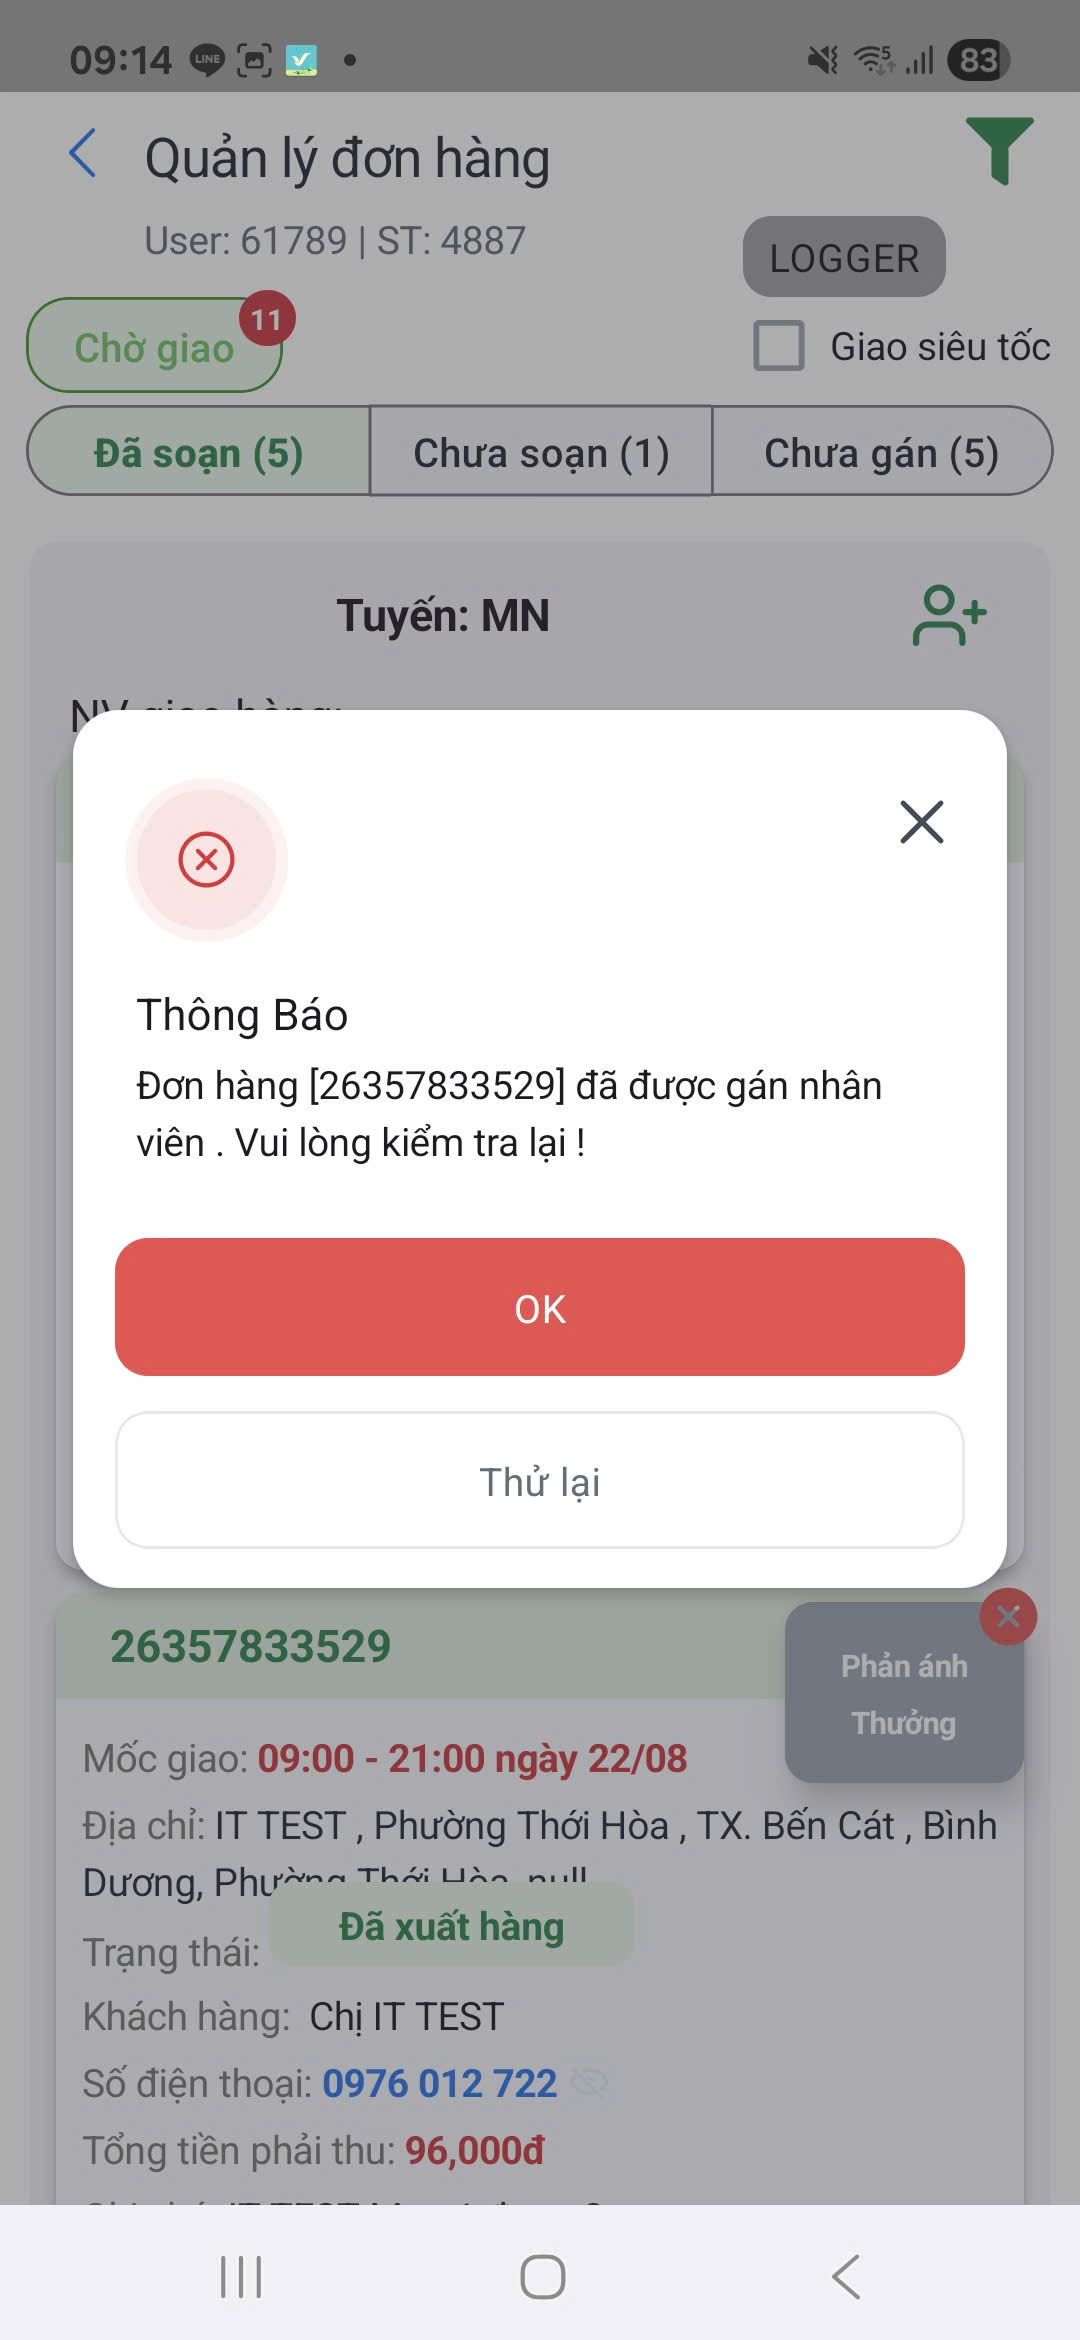 09:14 LINE 5 83
Quản lý đơn hàng
User: 61789 | ST: 4887
LOGGER
11
Chờ giao
Giao siêu tốc
Đã soạn (5) Chưa soạn (1) Chưa gán (5)
Tuyến: MN
NV giao hàng:
Thông Báo
Đơn hàng [26357833529] đã được gán nhân
viên . Vui lòng kiểm tra lại !
OK
Thử lại
26357833529
Phản ánh
Thưởng
Mốc giao: 09:00 - 21:00 ngày 22/08
Địa chỉ: IT TEST , Phường Thới Hòa , TX. Bến Cát , Bình
Dương, Phường Thới Hòa, null
Trạng thái: Đã xuất hàng
Khách hàng: Chị IT TEST
Số điện thoại: 0976 012 722
Tổng tiền phải thu: 96,000đ
IT TEST